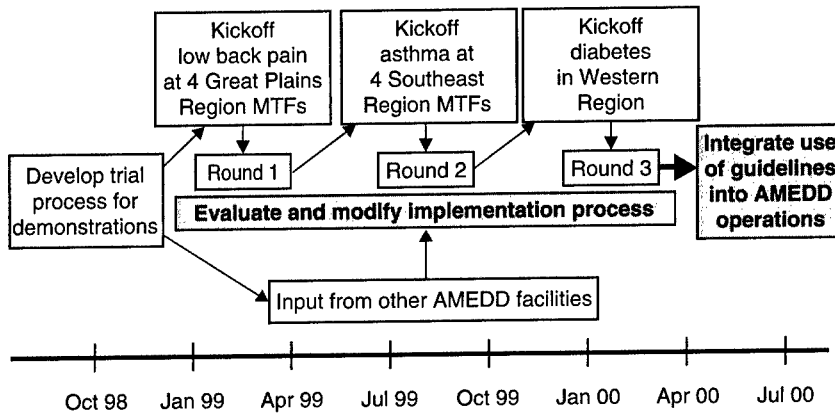 Kickoff
low back pain
at 4 Great Plains
Region MTFs
Kickoff
asthma at
4 Southeast
Region MTFs
Kickoff
diabetes
in Western
Region
Develop trial
process for
demonstrations
Round 1
Round 2
Round 3
Integrate use
of guidelines
into AMEDD
operations
Evaluate and modify implementation process
Input from other AMEDD facilities
Oct 98 Jan 99 Apr 99 Jul 99 Oct 99 Jan 00 Apr 00 Jul 00